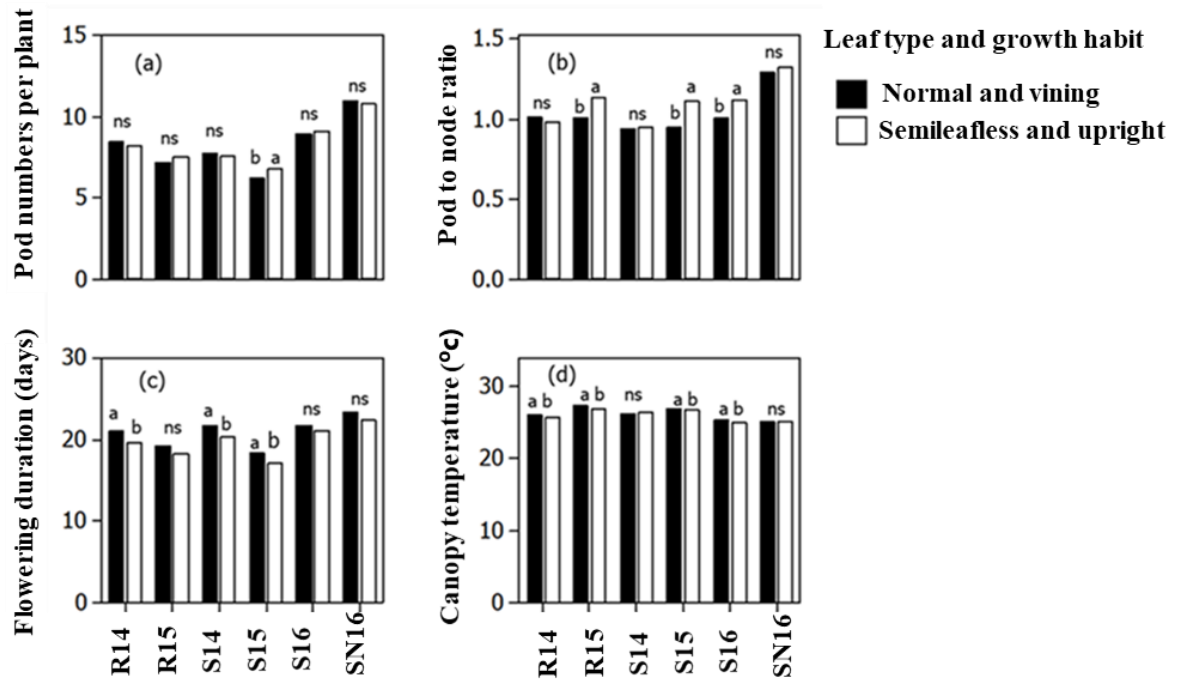 Pod numbers per plant
15
10
5
0
(a)
ns
ns
ns
b a
ns
ns
Pod to node ratio
1.5
1.0
0.5
0.0
(b)
ns
b a
ns
b a
b a
ns
Leaf type and growth habit
Normal and vining
Semileafless and upright
Flowering duration (days)
30
20
10
0
(c)
a b
ns
a b
a b
ns
ns
R14
R15
S14
S15
S16
SN16
Canopy temperature (°c)
30
20
10
0
(d)
a b
a b
ns
a b
a b
ns
R14
R15
S14
S15
S16
SN16